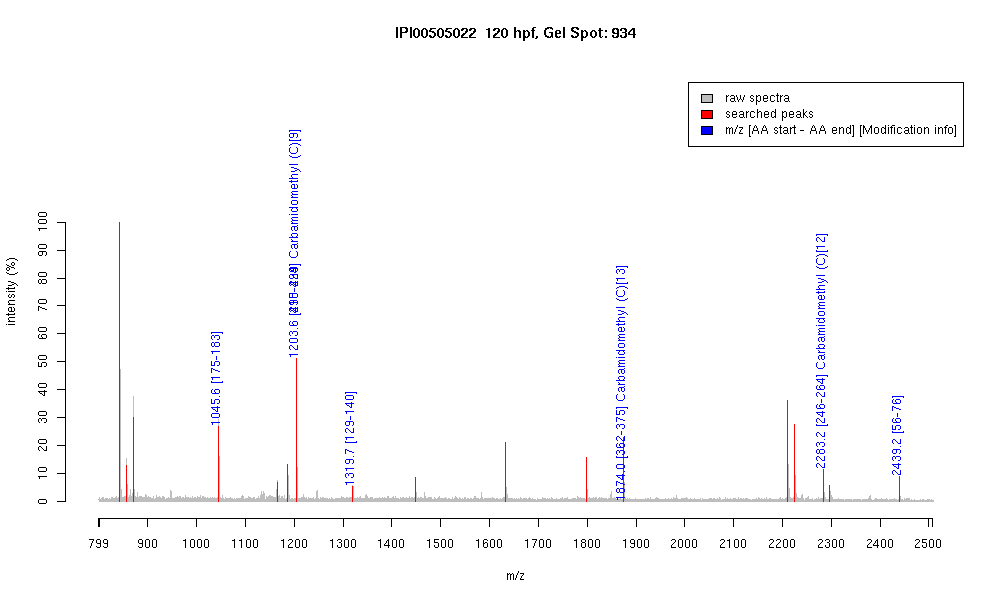 IPI00505022 120 hpf, Gel Spot: 934
raw spectra
searched peaks
m/z [AA start - AA end] [Modification info]
intensity (%)
100
90
80
70
60
50
40
30
20
10
0
1045.6 [175-183]
1203.6 Carbamidomethyl (C)[9]
1319.7 [129-140]
1874.0 [362-375] Carbamidomethyl (C)[13]
2283.2 [246-264] Carbamidomethyl (C)[12]
2439.2 [56-76]
799 900 1000 1100 1200 1300 1400 1500 1600 1700 1800 1900 2000 2100 2200 2300 2400 2500
m/z